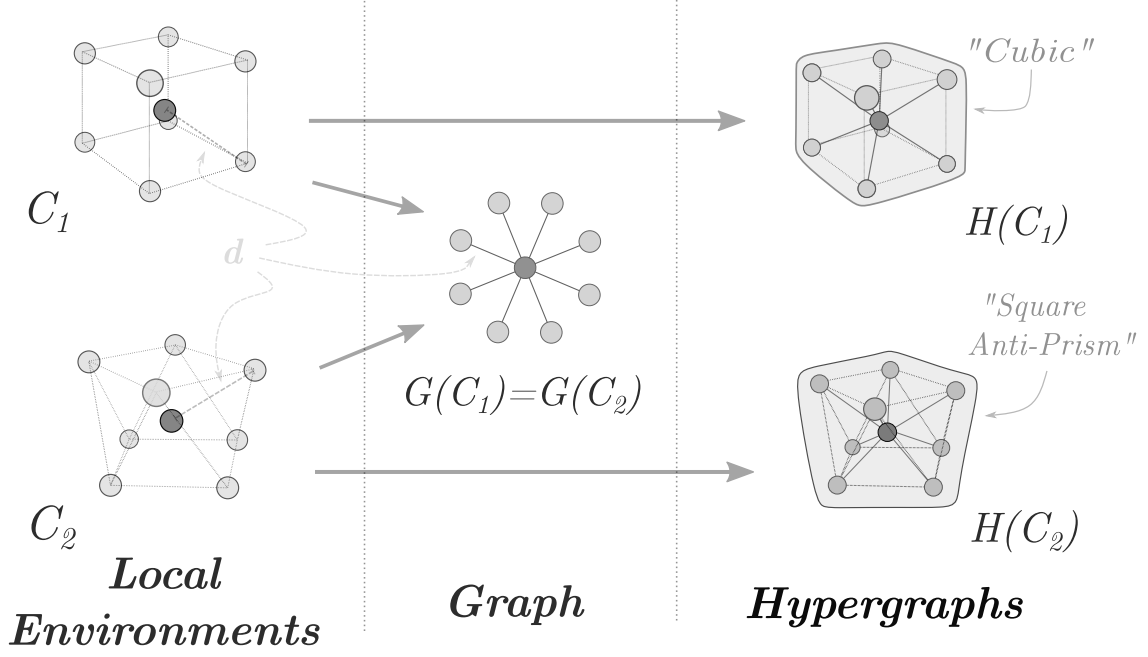 "Cubic"
C₁
H(C₁)
d
"Square
Anti-Prism"
G(C₁)=G(C₂)
C₂
H(C₂)
Local
Environments
Graph
Hypergraphs